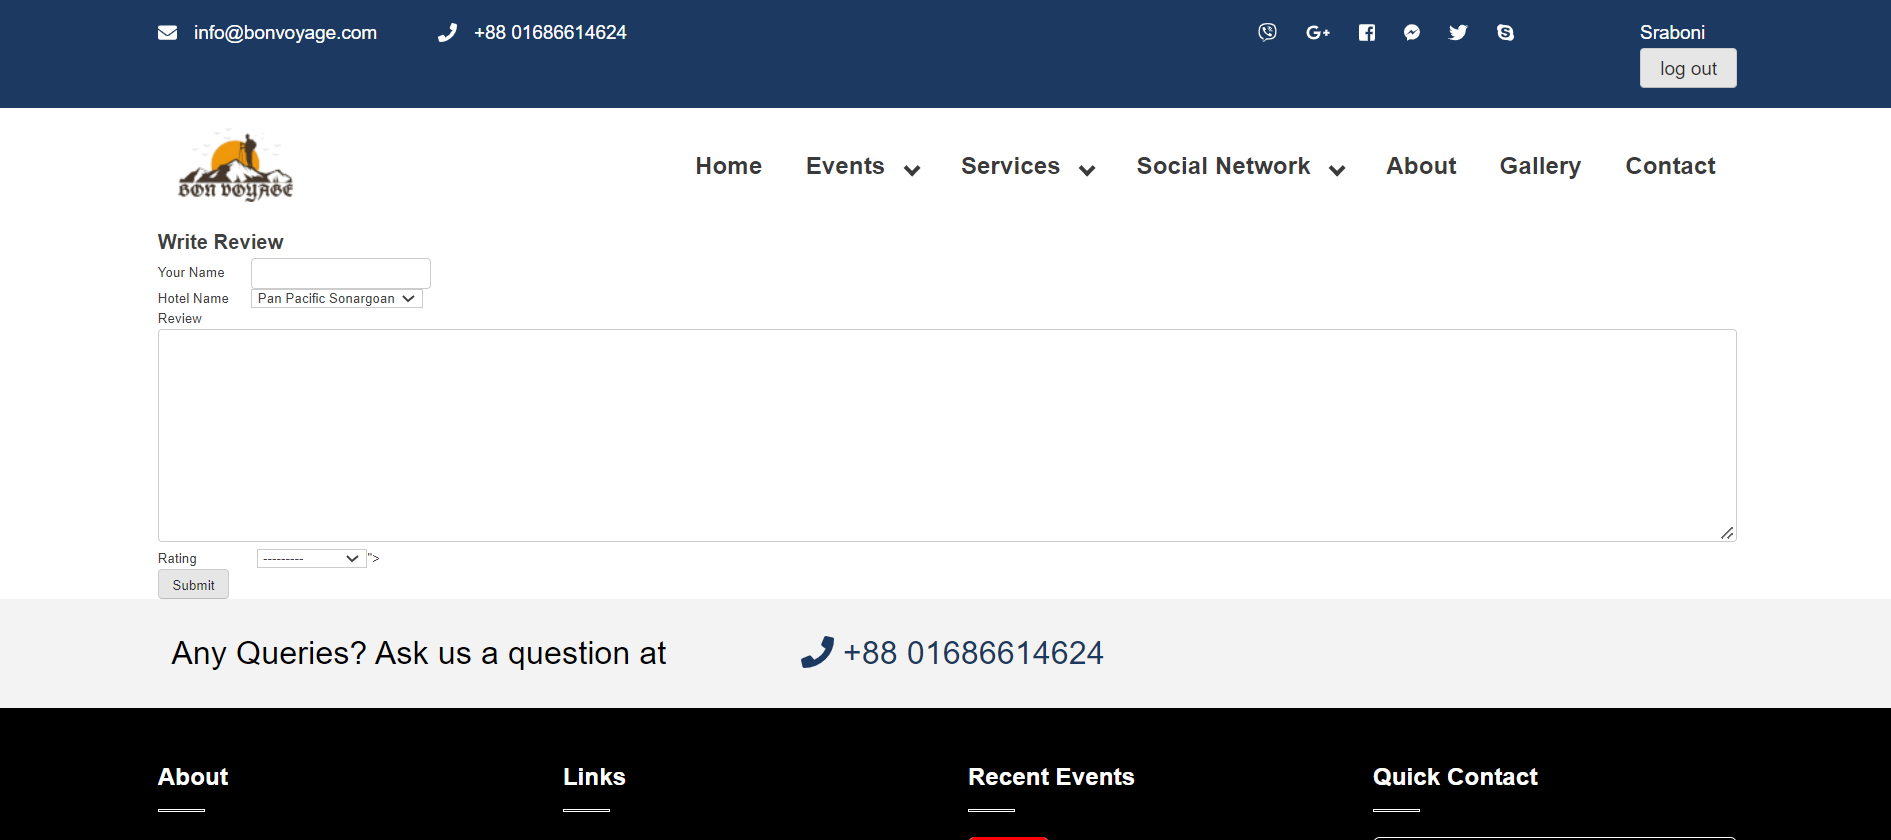 info@bonvoyage.com +88 01686614624 Sraboni
log out
BON VOYAGE
Home Events Services Social Network About Gallery Contact
Write Review
Your Name
Hotel Name Pan Pacific Sonargoan
Review
Rating --------- ">
Submit
Any Queries? Ask us a question at +88 01686614624
About Links Recent Events Quick Contact